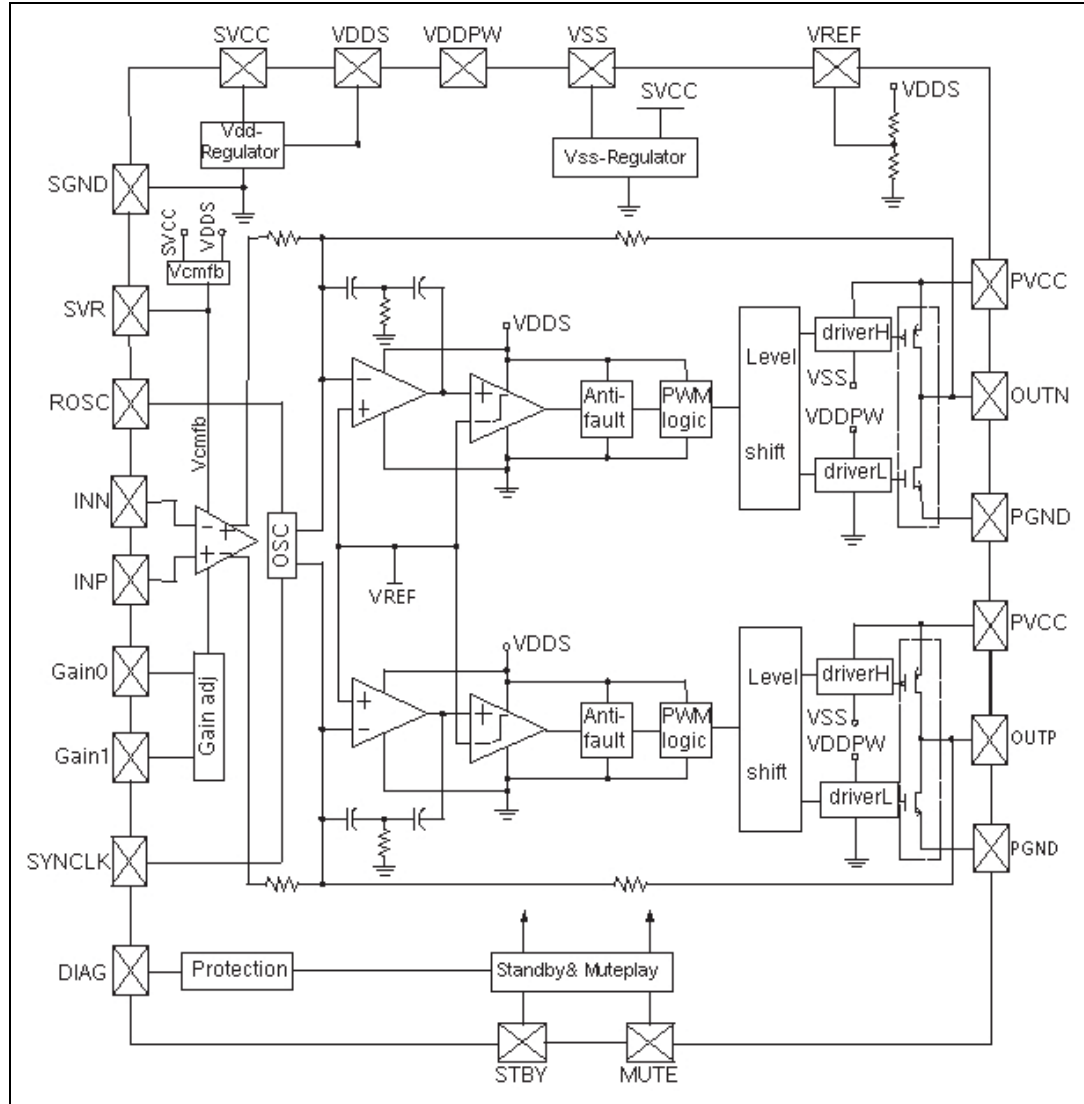 SVCC
VDDS
VDDPW
VSS
VREF
SVCC
VDDS
Vdd-
Regulator
Vss-Regulator
SGND
SVCC
VDDS
Vcmfb
SVR
PVCC
VDDS
Level
shift
driverH
VSS
VDDPW
driverL
ROSC
Vcmfb
Anti-
fault
PWM
logic
OUTN
INN
OSC
PGND
INP
VREF
PVCC
VDDS
Gain0
Gain adj
Level
shift
driverH
VSS
VDDPW
driverL
Anti-
fault
PWM
logic
Gain1
OUTP
SYNCLK
PGND
DIAG
Protection
Standby& Muteplay
STBY
MUTE